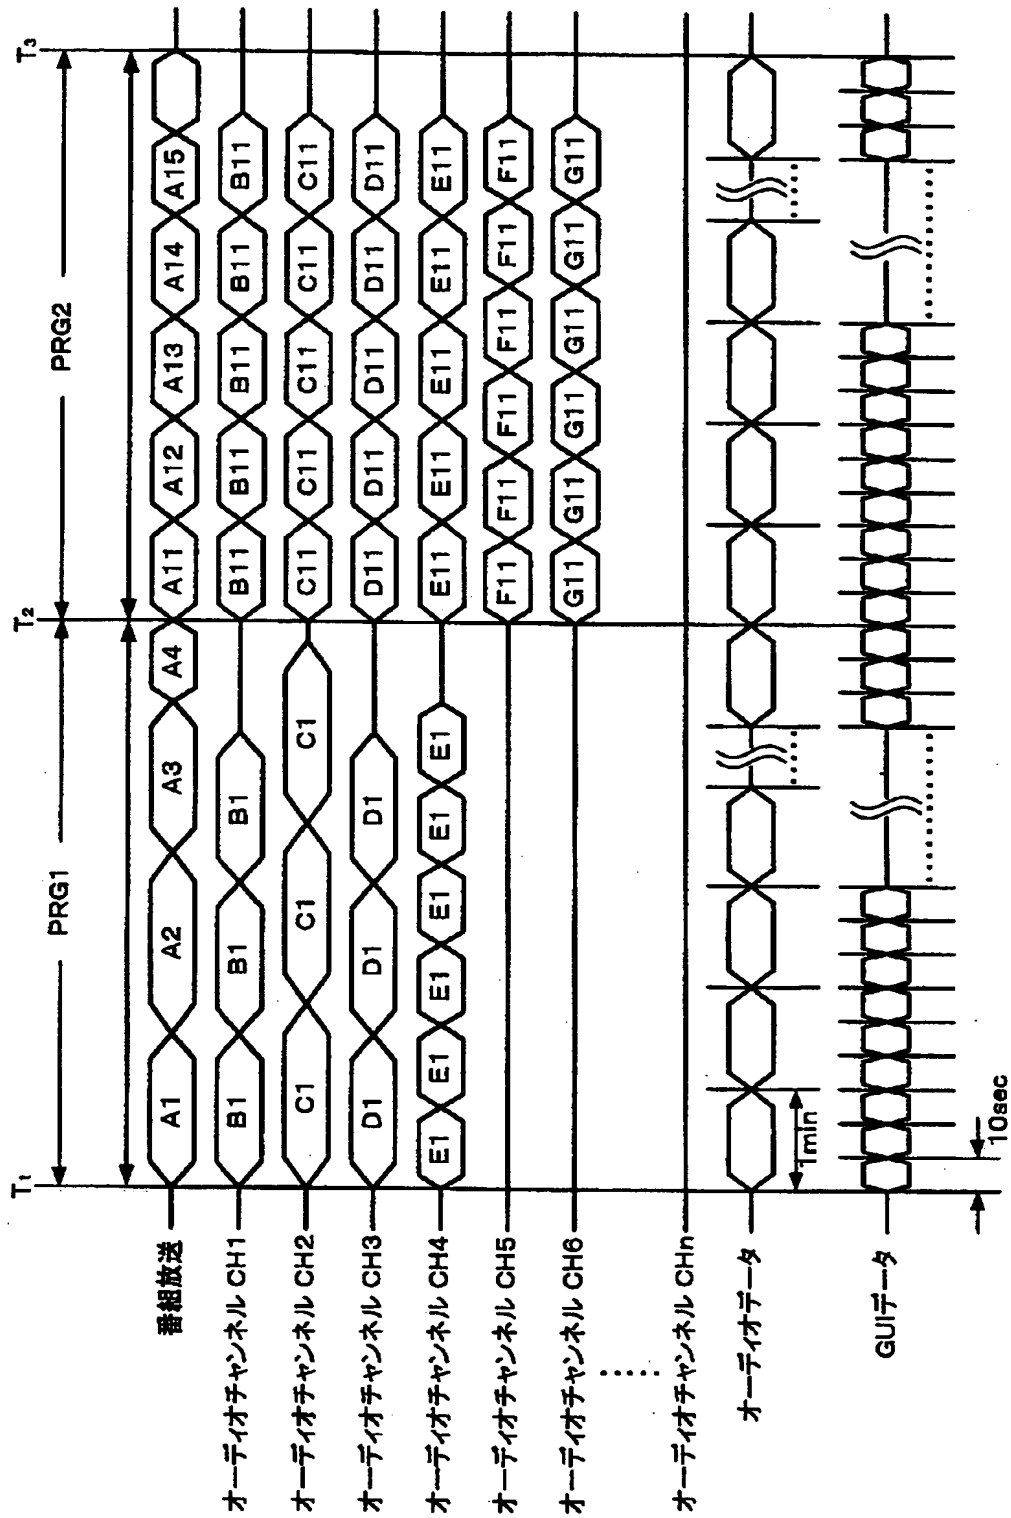 T1 T2 T3
PRG1 PRG2
番組放送 A1 A2 A3 A4 A11 A12 A13 A14 A15
オーディオチャンネル CH1 B1 B1 B1 B11 B11 B11 B11 B11
オーディオチャンネル CH2 C1 C1 C1 C11 C11 C11 C11 C11
オーディオチャンネル CH3 D1 D1 D1 D11 D11 D11 D11 D11
オーディオチャンネル CH4 E1 E1 E1 E1 E1 E1 E11 E11 E11 E11 E11
オーディオチャンネル CH5 F11 F11 F11 F11 F11
オーディオチャンネル CH6 G11 G11 G11 G11 G11
オーディオチャンネル CHn
オーディオデータ
1min
GUIデータ
10sec